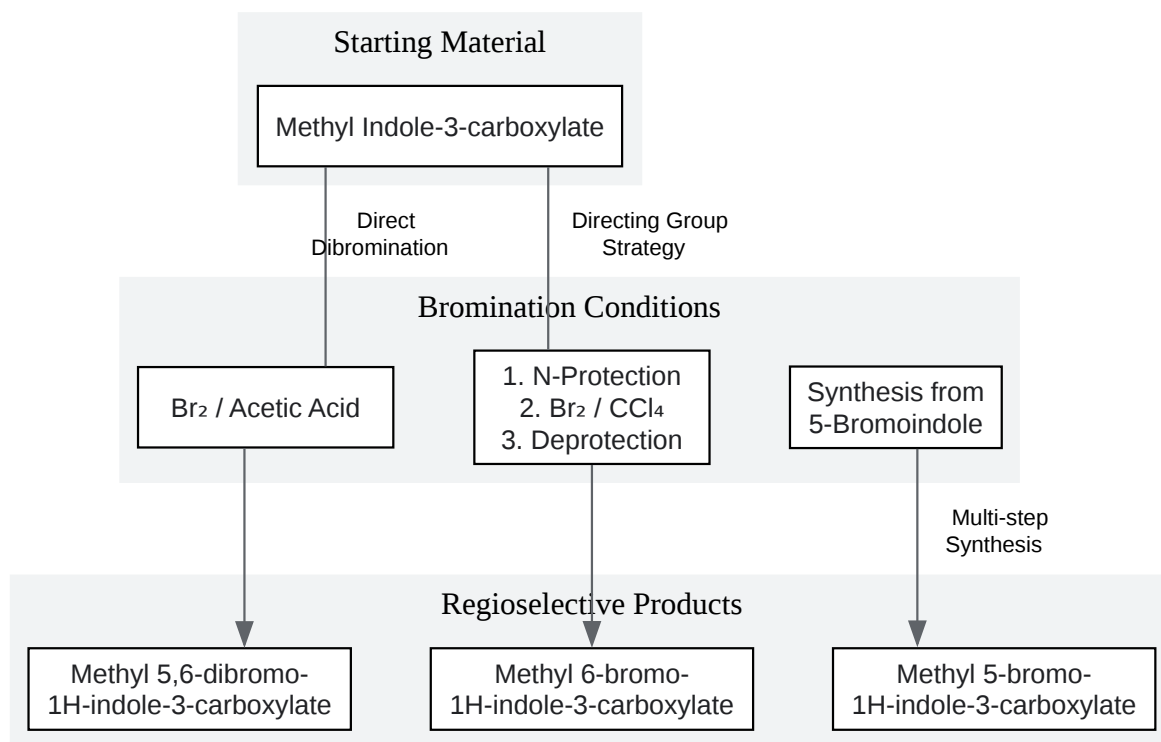 Starting Material
Methyl Indole-3-carboxylate
Direct
Dibromination
Directing Group
Strategy
Bromination Conditions
Br₂ / Acetic Acid
1. N-Protection
2. Br₂ / CCl₄
3. Deprotection
Synthesis from
5-Bromoindole
Multi-step
Synthesis
Regioselective Products
Methyl 5,6-dibromo-
1H-indole-3-carboxylate
Methyl 6-bromo-
1H-indole-3-carboxylate
Methyl 5-bromo-
1H-indole-3-carboxylate